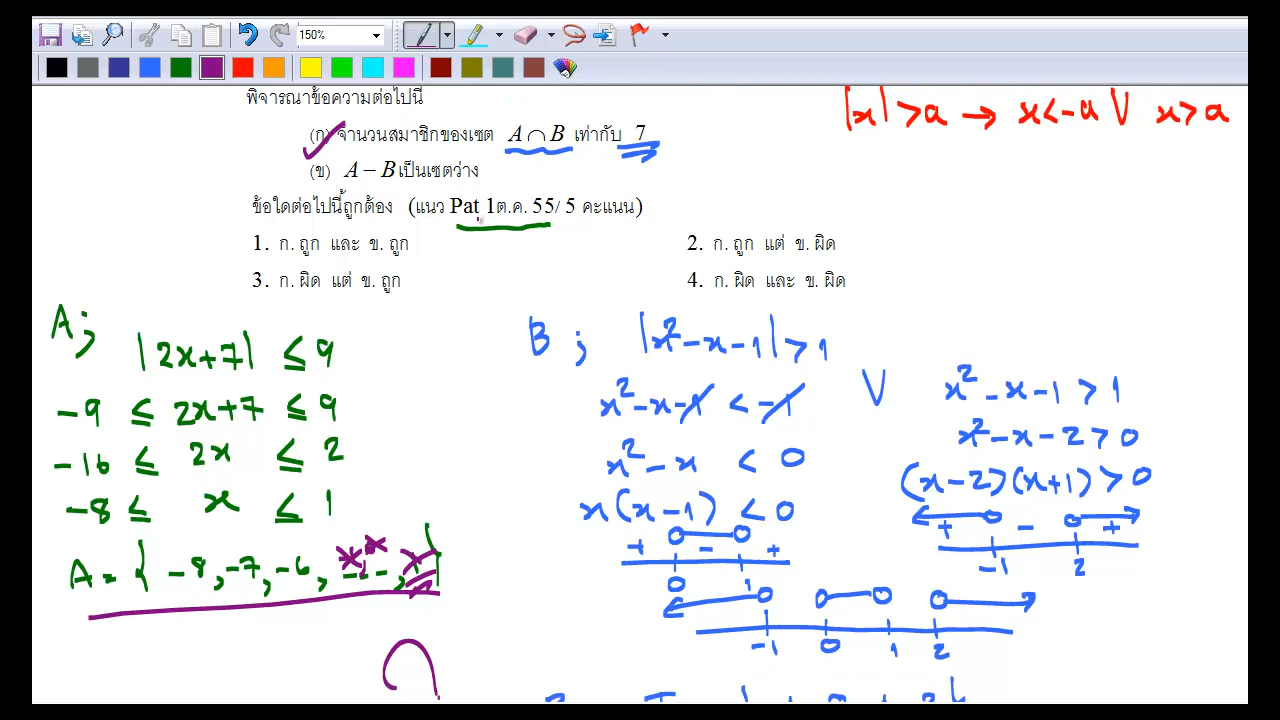 150%
พิจารณาข้อความต่อไปนี้
(ก) จำนวนสมาชิกของเซต A ∩ B เท่ากับ 7
(ข) A − B เป็นเซตว่าง
ข้อใดต่อไปนี้ถูกต้อง (แนว Pat 1ต.ค. 55/ 5 คะแนน)
1. ก. ถูก และ ข. ถูก
2. ก. ถูก แต่ ข. ผิด
3. ก. ผิด แต่ ข. ถูก
4. ก. ผิด และ ข. ผิด
|x| > a → x < -a ∨ x > a
A ;
|2x+7| ≤ 9
-9 ≤ 2x+7 ≤ 9
-16 ≤ 2x ≤ 2
-8 ≤ x ≤ 1
A = { -8, -7, -6,
B ; |x² - x - 1| > 1
x² - x - 1 < -1
x² - x < 0
x(x-1) < 0
+ - +
0 1
∨ x² - x - 1 > 1
x² - x - 2 > 0
(x-2)(x+1) > 0
+ - +
-1 2
-1 0 1 2